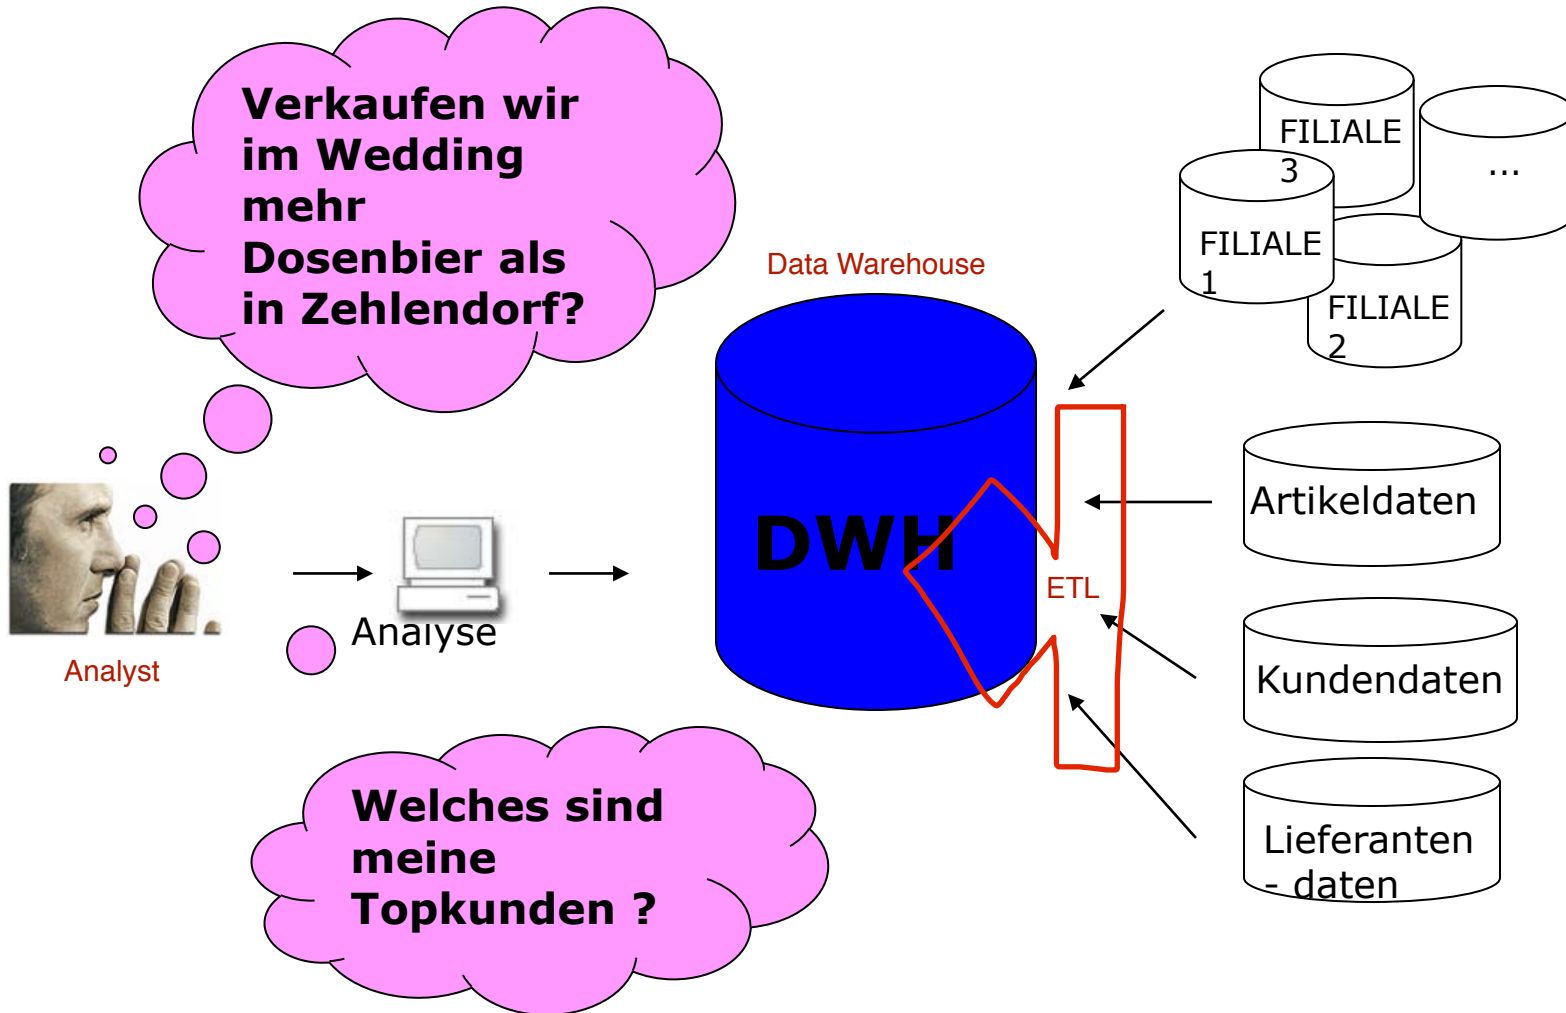 Verkaufen wir
im Wedding
mehr
Dosenbier als
in Zehlendorf?
FILIALE
3
...
FILIALE
1
FILIALE
2
Data Warehouse
DWH
ETL
Artikeldaten
Analyse
Analyst
Kundendaten
Welches sind
meine
Topkunden ?
Lieferanten
- daten